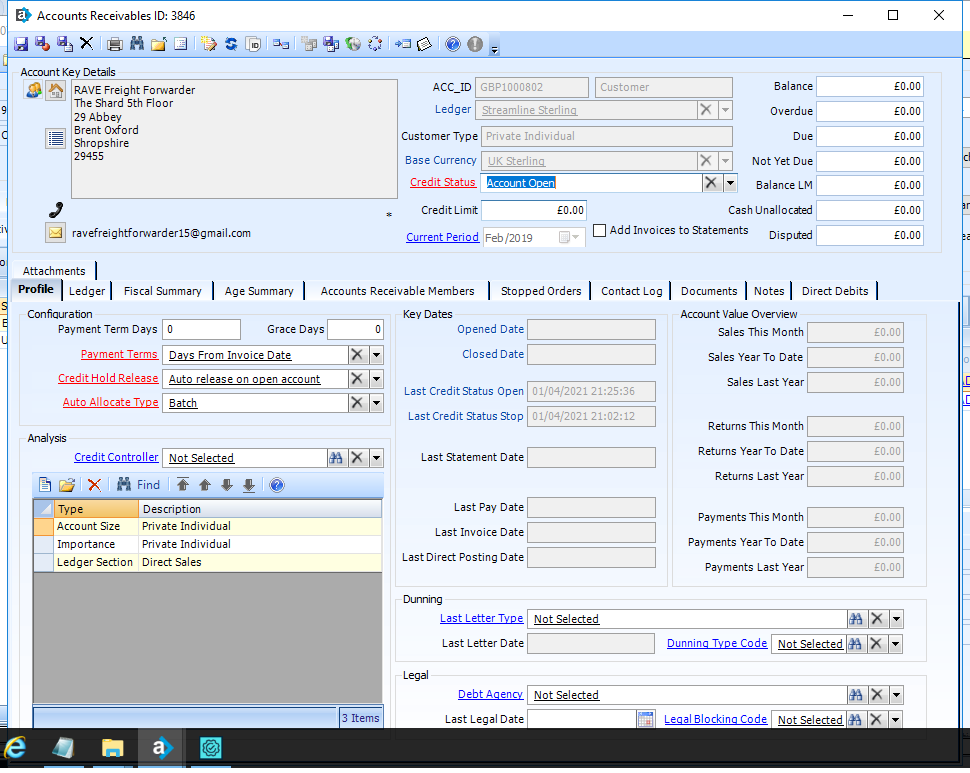 Accounts Receivables ID: 3846
Account Key Details
RAVE Freight Forwarder
The Shard 5th Floor
29 Abbey
Brent Oxford
Shropshire
29455
*
ravefreightforwarder15@gmail.com
ACC_ID GBP1000802 Customer
Ledger Streamline Sterling
Customer Type Private Individual
Base Currency UK Sterling
Credit Status Account Open
Credit Limit £0.00
Current Period Feb/2019
Add Invoices to Statements
Balance £0.00
Overdue £0.00
Due £0.00
Not Yet Due £0.00
Balance LM £0.00
Cash Unallocated £0.00
Disputed £0.00
Attachments
Profile Ledger Fiscal Summary Age Summary Accounts Receivable Members Stopped Orders Contact Log Documents Notes Direct Debits
Configuration
Payment Term Days 0 Grace Days 0
Payment Terms Days From Invoice Date
Credit Hold Release Auto release on open account
Auto Allocate Type Batch
Analysis
Credit Controller Not Selected
Find
Type Description
Account Size Private Individual
Importance Private Individual
Ledger Section Direct Sales
3 Items
Key Dates
Opened Date
Closed Date
Last Credit Status Open 01/04/2021 21:25:36
Last Credit Status Stop 01/04/2021 21:02:12
Last Statement Date
Last Pay Date
Last Invoice Date
Last Direct Posting Date
Account Value Overview
Sales This Month £0.00
Sales Year To Date £0.00
Sales Last Year £0.00
Returns This Month £0.00
Returns Year To Date £0.00
Returns Last Year £0.00
Payments This Month £0.00
Payments Year To Date £0.00
Payments Last Year £0.00
Dunning
Last Letter Type Not Selected
Last Letter Date Dunning Type Code Not Selected
Legal
Debt Agency Not Selected
Last Legal Date Legal Blocking Code Not Selected